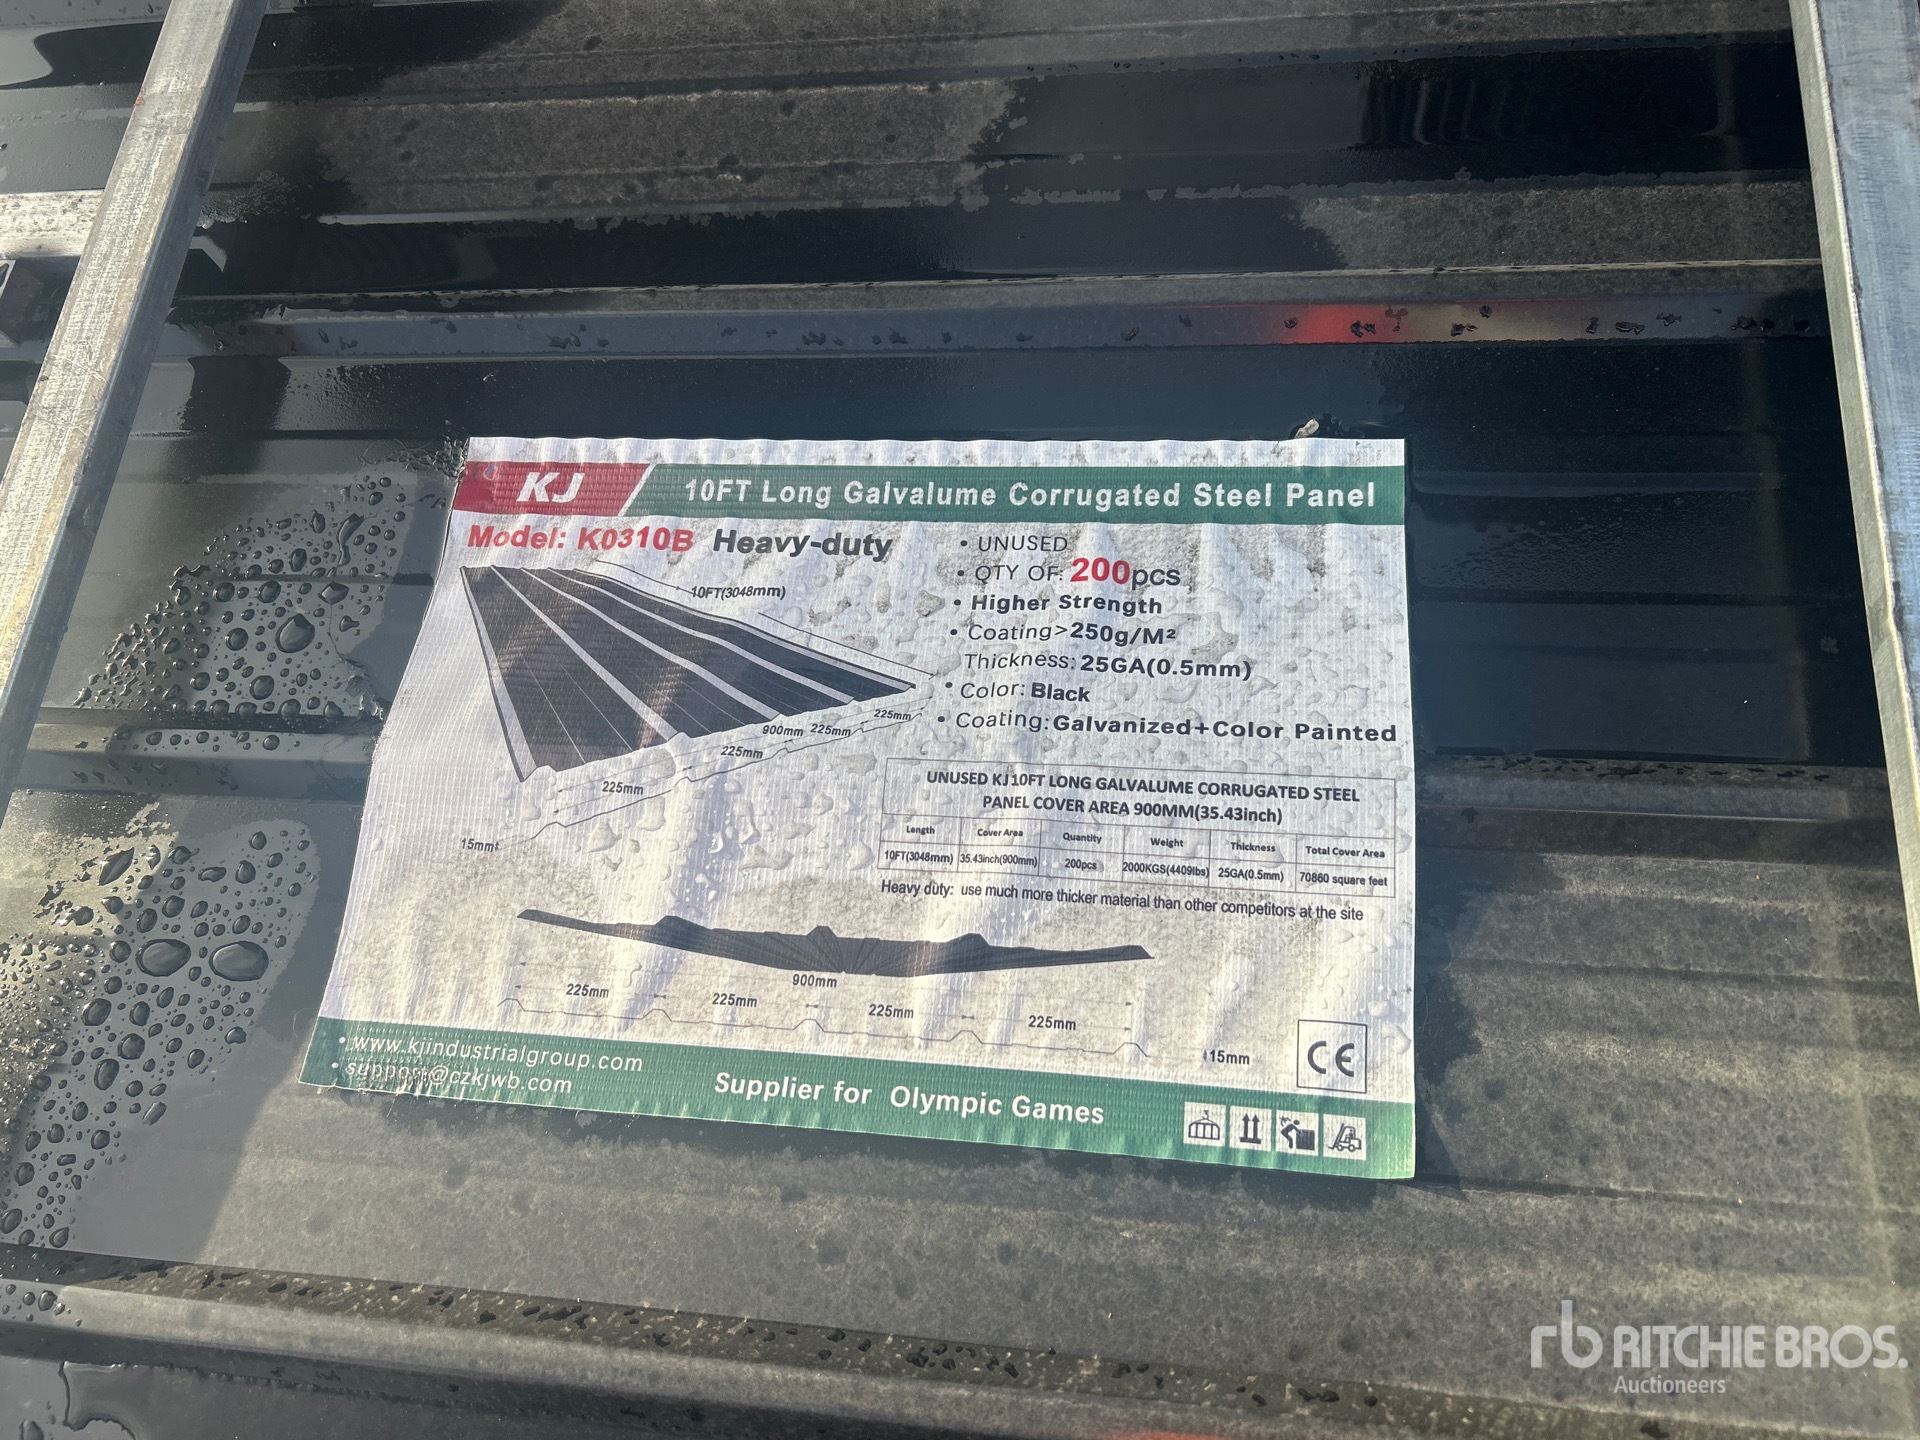 KJ
10FT Long Galvalume Corrugated Steel Panel
Model: K0310B Heavy-duty
10FT(3048mm)
225mm
900mm 225mm
225mm
225mm
15mm
• UNUSED
• QTY OF: 200pcs
• Higher Strength
• Coating>250g/M²
Thickness: 25GA(0.5mm)
• Color: Black
• Coating: Galvanized+Color Painted
UNUSED KJ 10FT LONG GALVALUME CORRUGATED STEEL
PANEL COVER AREA 900MM(35.43inch)
Length Cover Area Quantity Weight Thickness Total Cover Area
10FT(3048mm) 35.43inch(900mm) 200pcs 2000KGS(4409lbs) 25GA(0.5mm) 70860 square feet
Heavy duty: use much more thicker material than other competitors at the site
900mm
225mm 225mm 225mm 225mm
15mm
CE
• www.kjindustrialgroup.com
• support@czkjwb.com
Supplier for Olympic Games
rb RITCHIE BROS.
Auctioneers